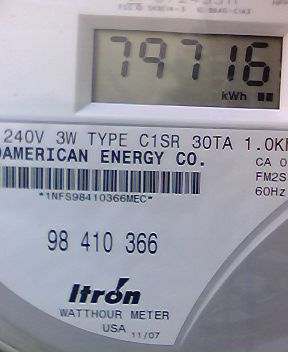 79716
kWh
240V 3W TYPE C1SR 30TA 1.0K
AMERICAN ENERGY CO.
CA 0
FM2S
*1NFS98410366MEC*
60Hz
98 410 366
Itron
WATTHOUR METER
USA 11/07